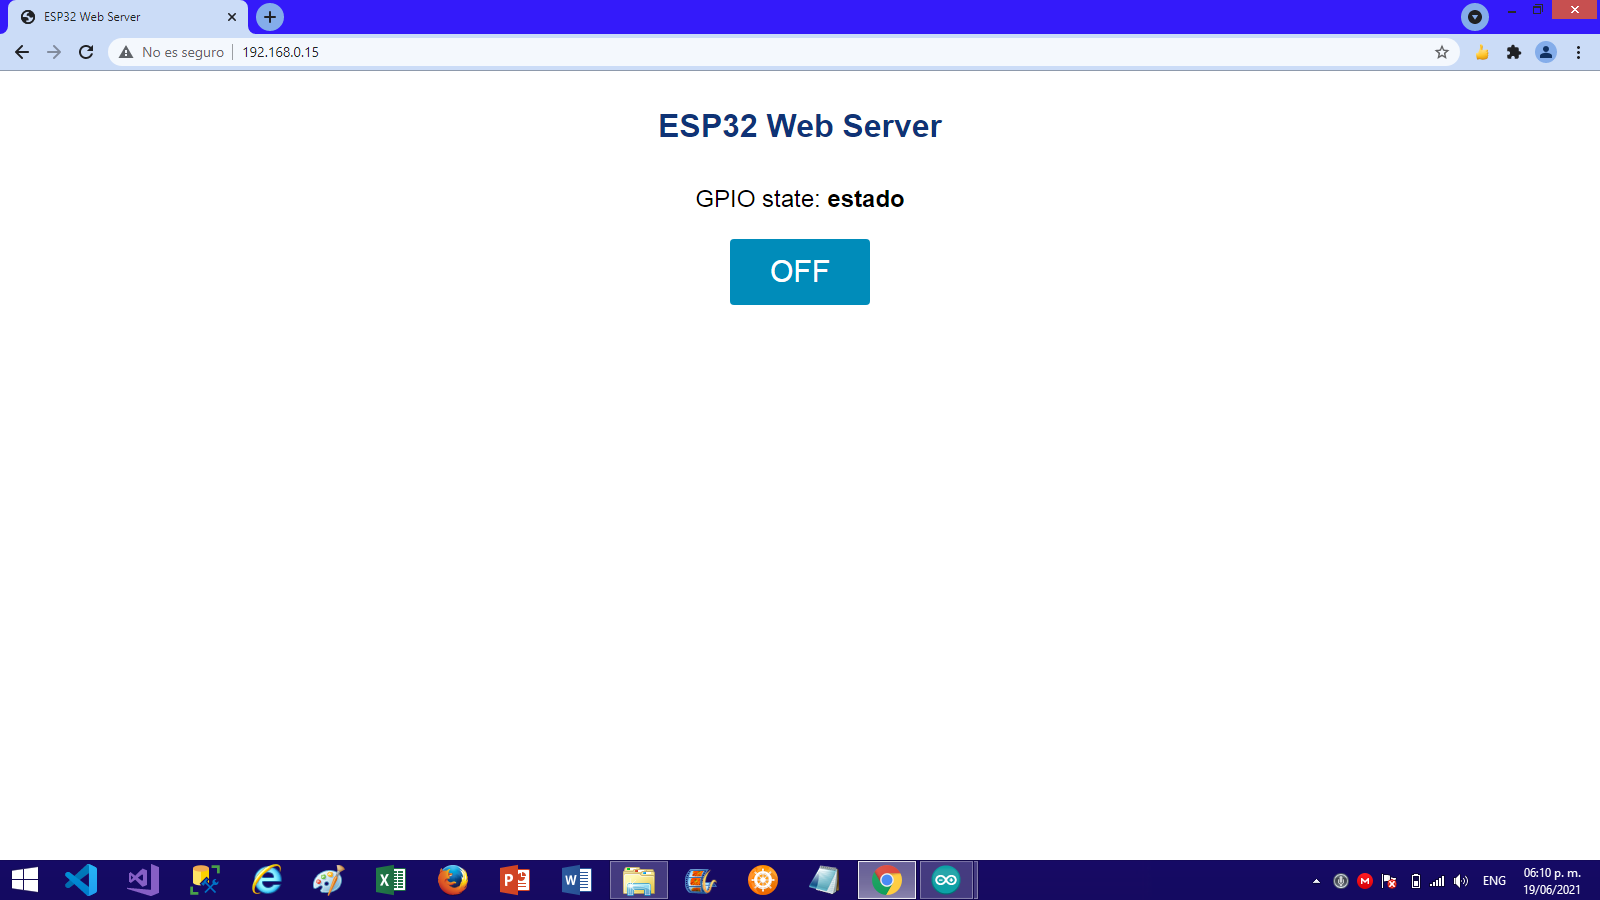 ESP32 Web Server
No es seguro 192.168.0.15
ESP32 Web Server
GPIO state: estado
OFF
ENG
06:10 p. m.
19/06/2021